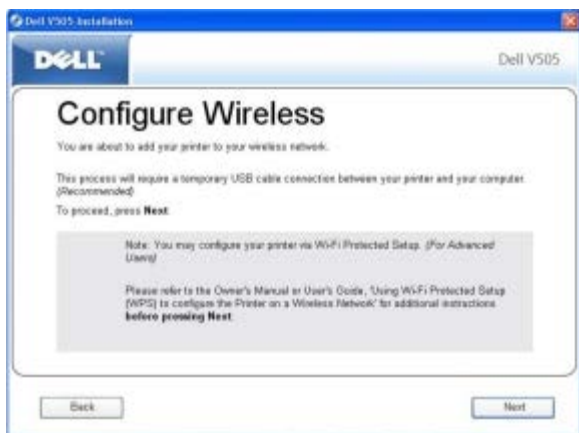 Dell V505 Installation
DELL
Dell V505
Configure Wireless
You are about to add your printer to your wireless network.
This process will require a temporary USB cable connection between your printer and your computer.
(Recommended)
To proceed, press Next.
Note: You may configure your printer via Wi-Fi Protected Setup. (For Advanced
Users)
Please refer to the Owner's Manual or User's Guide, 'Using Wi-Fi Protected Setup
(WPS) to configure the Printer on a Wireless Network' for additional instructions
before pressing Next.
Back
Next